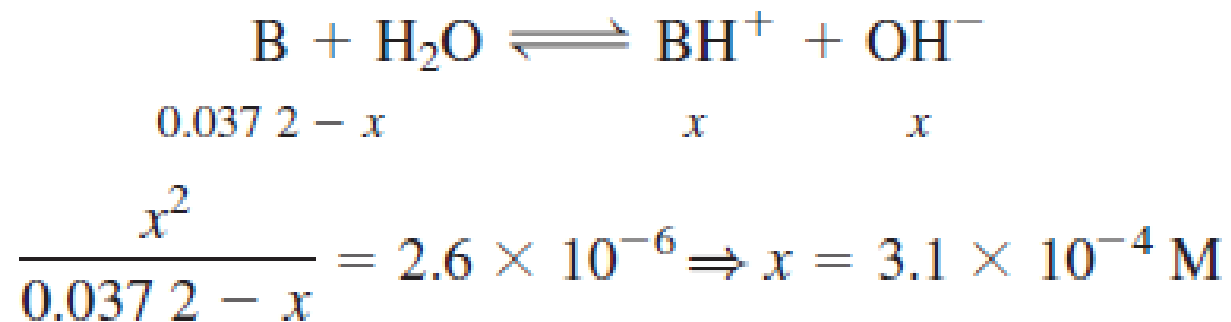 B + H₂O ⇌ BH⁺ + OH⁻
0.037 2 − x x x
x²/(0.037 2 − x) = 2.6 × 10⁻⁶ ⇒ x = 3.1 × 10⁻⁴ M